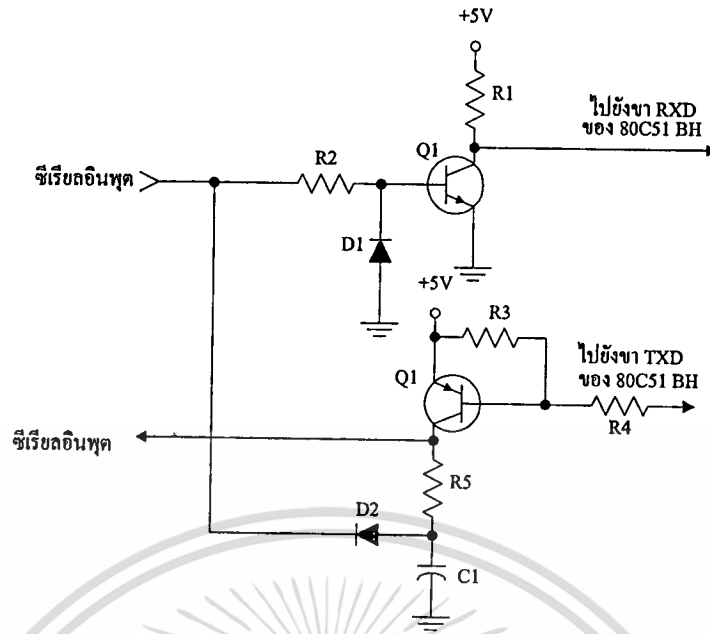 +5V
R1
ไปยังขา RXD
ของ 80C51 BH
Q1
R2
ซีเรียลอินพุต
D1
+5V
R3
ไปยังขา TXD
ของ 80C51 BH
Q1
R4
ซีเรียลอินพุต
R5
D2
C1